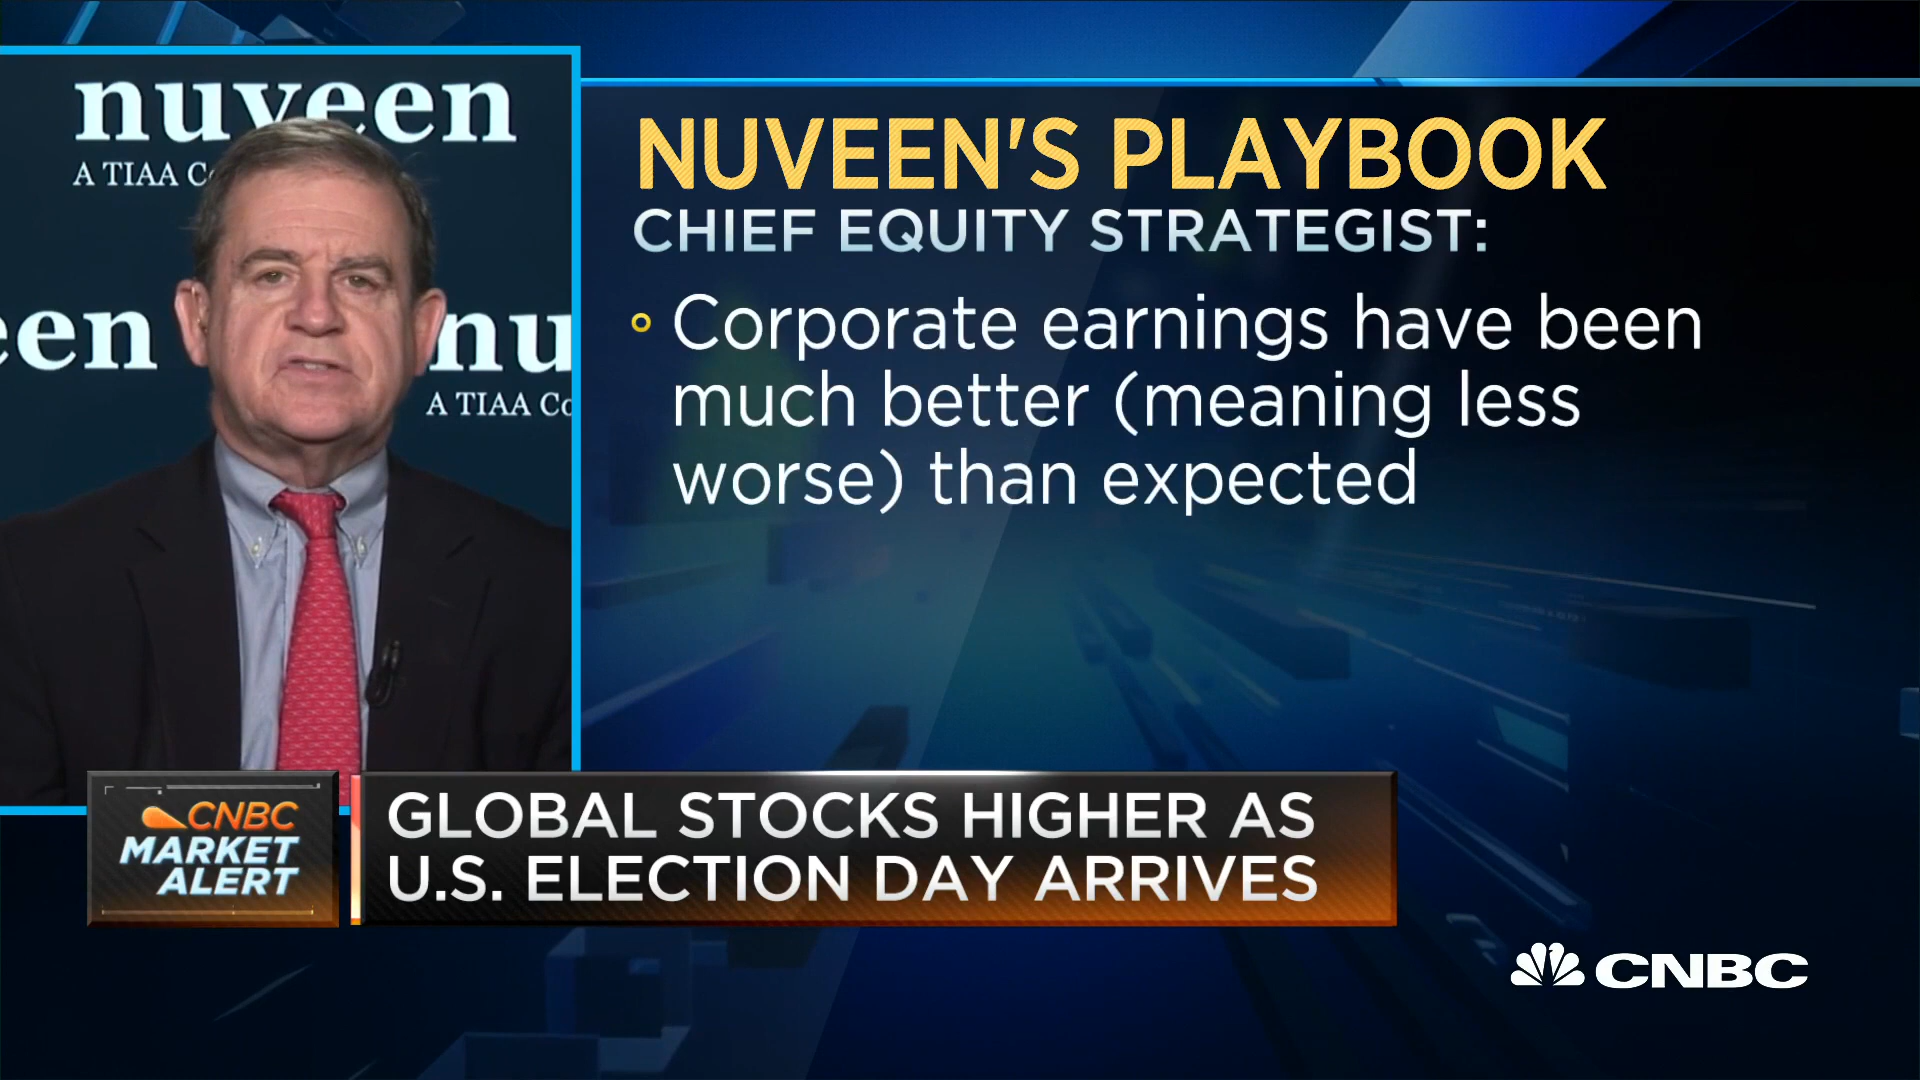 nuveen
A TIAA C
een
nu
A TIAA Co
NUVEEN'S PLAYBOOK
CHIEF EQUITY STRATEGIST:
Corporate earnings have been
much better (meaning less
worse) than expected
CNBC
MARKET
ALERT
GLOBAL STOCKS HIGHER AS
U.S. ELECTION DAY ARRIVES
CNBC